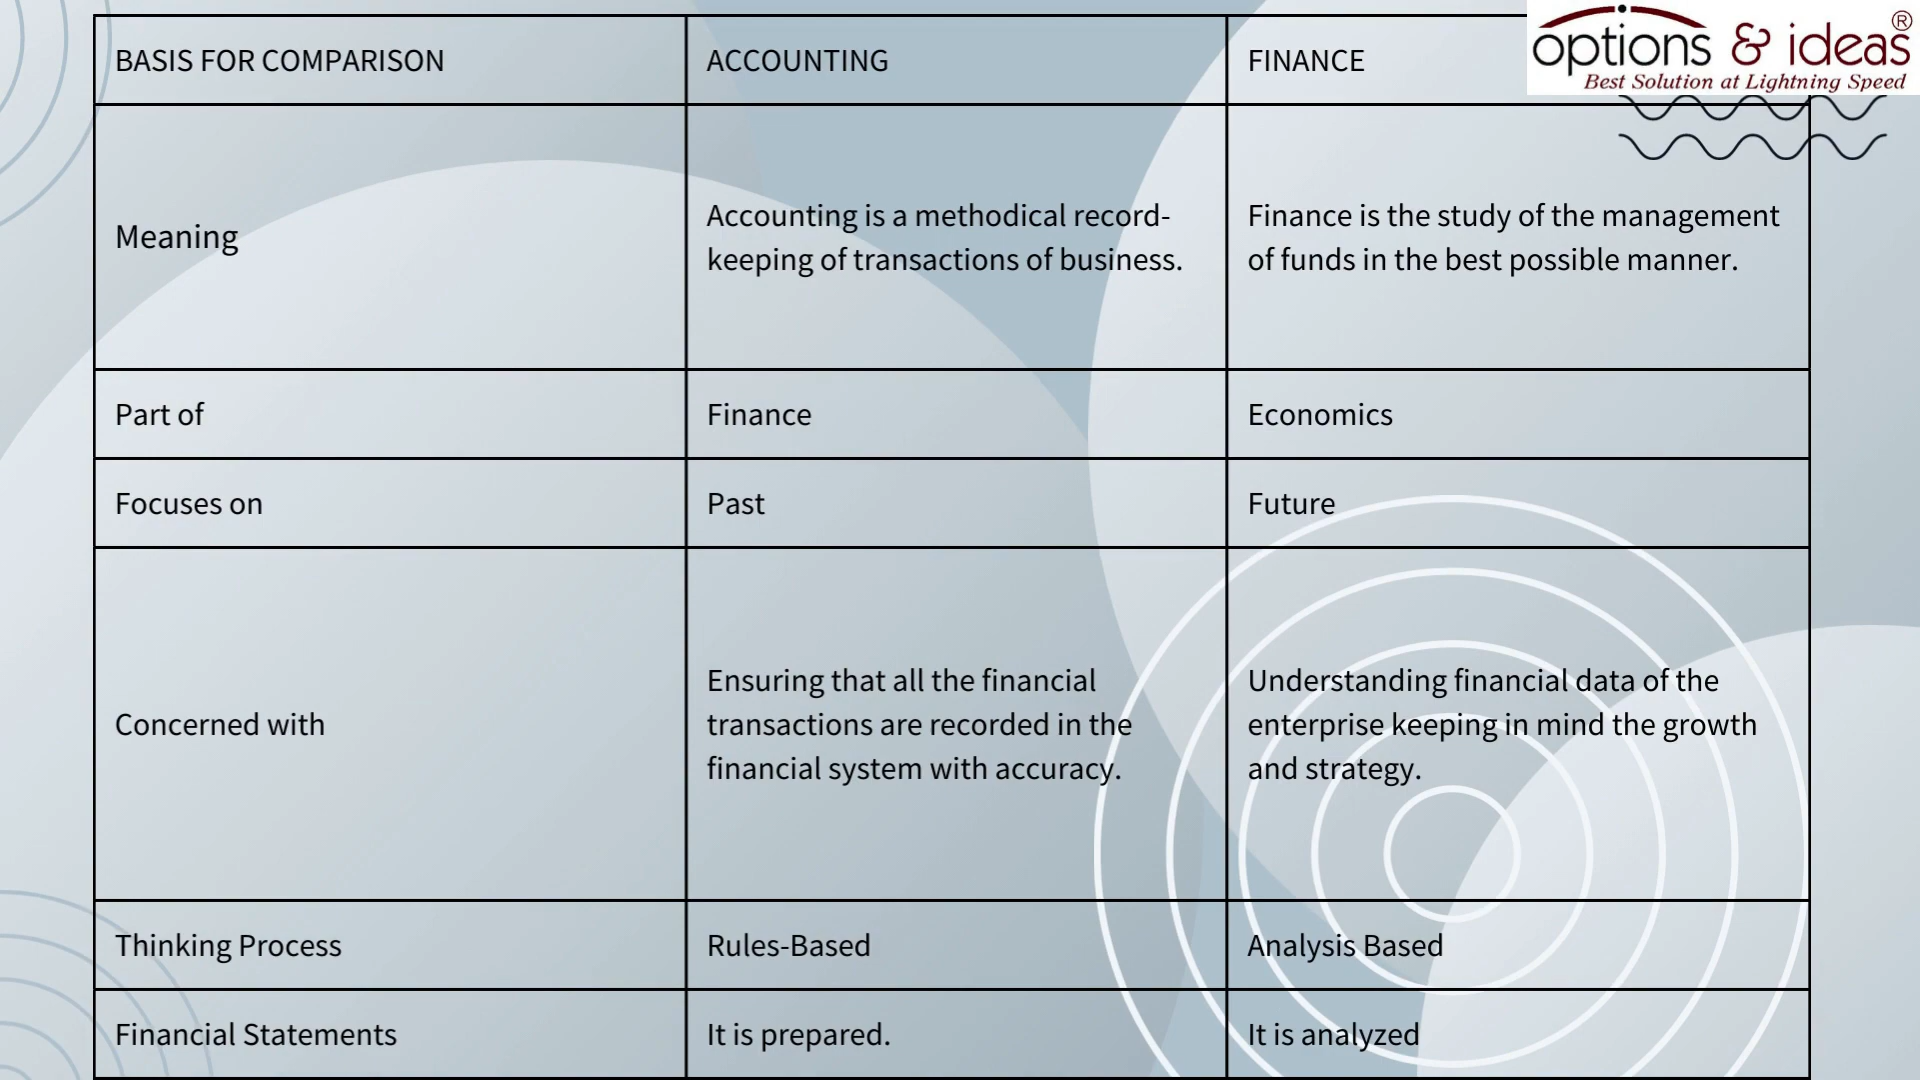 BASIS FOR COMPARISON
ACCOUNTING
FINANCE
options & ideas®
Best Solution at Lightning Speed
Meaning
Accounting is a methodical record-
keeping of transactions of business.
Finance is the study of the management
of funds in the best possible manner.
Part of
Finance
Economics
Focuses on
Past
Future
Concerned with
Ensuring that all the financial
transactions are recorded in the
financial system with accuracy.
Understanding financial data of the
enterprise keeping in mind the growth
and strategy.
Thinking Process
Rules-Based
Analysis Based
Financial Statements
It is prepared.
It is analyzed